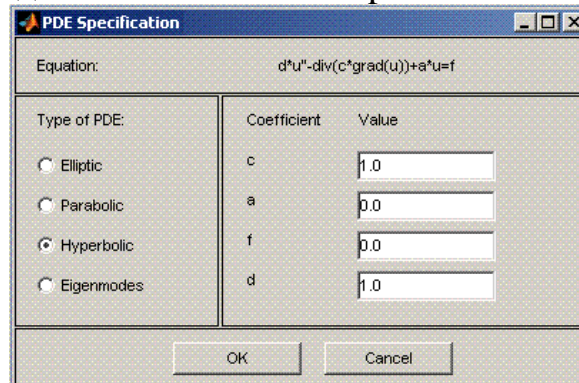 PDE Specification
Equation: d*u''-div(c*grad(u))+a*u=f
Type of PDE:
Elliptic
Parabolic
Hyperbolic
Eigenmodes
Coefficient Value
c 1.0
a 0.0
f 0.0
d 1.0
OK Cancel